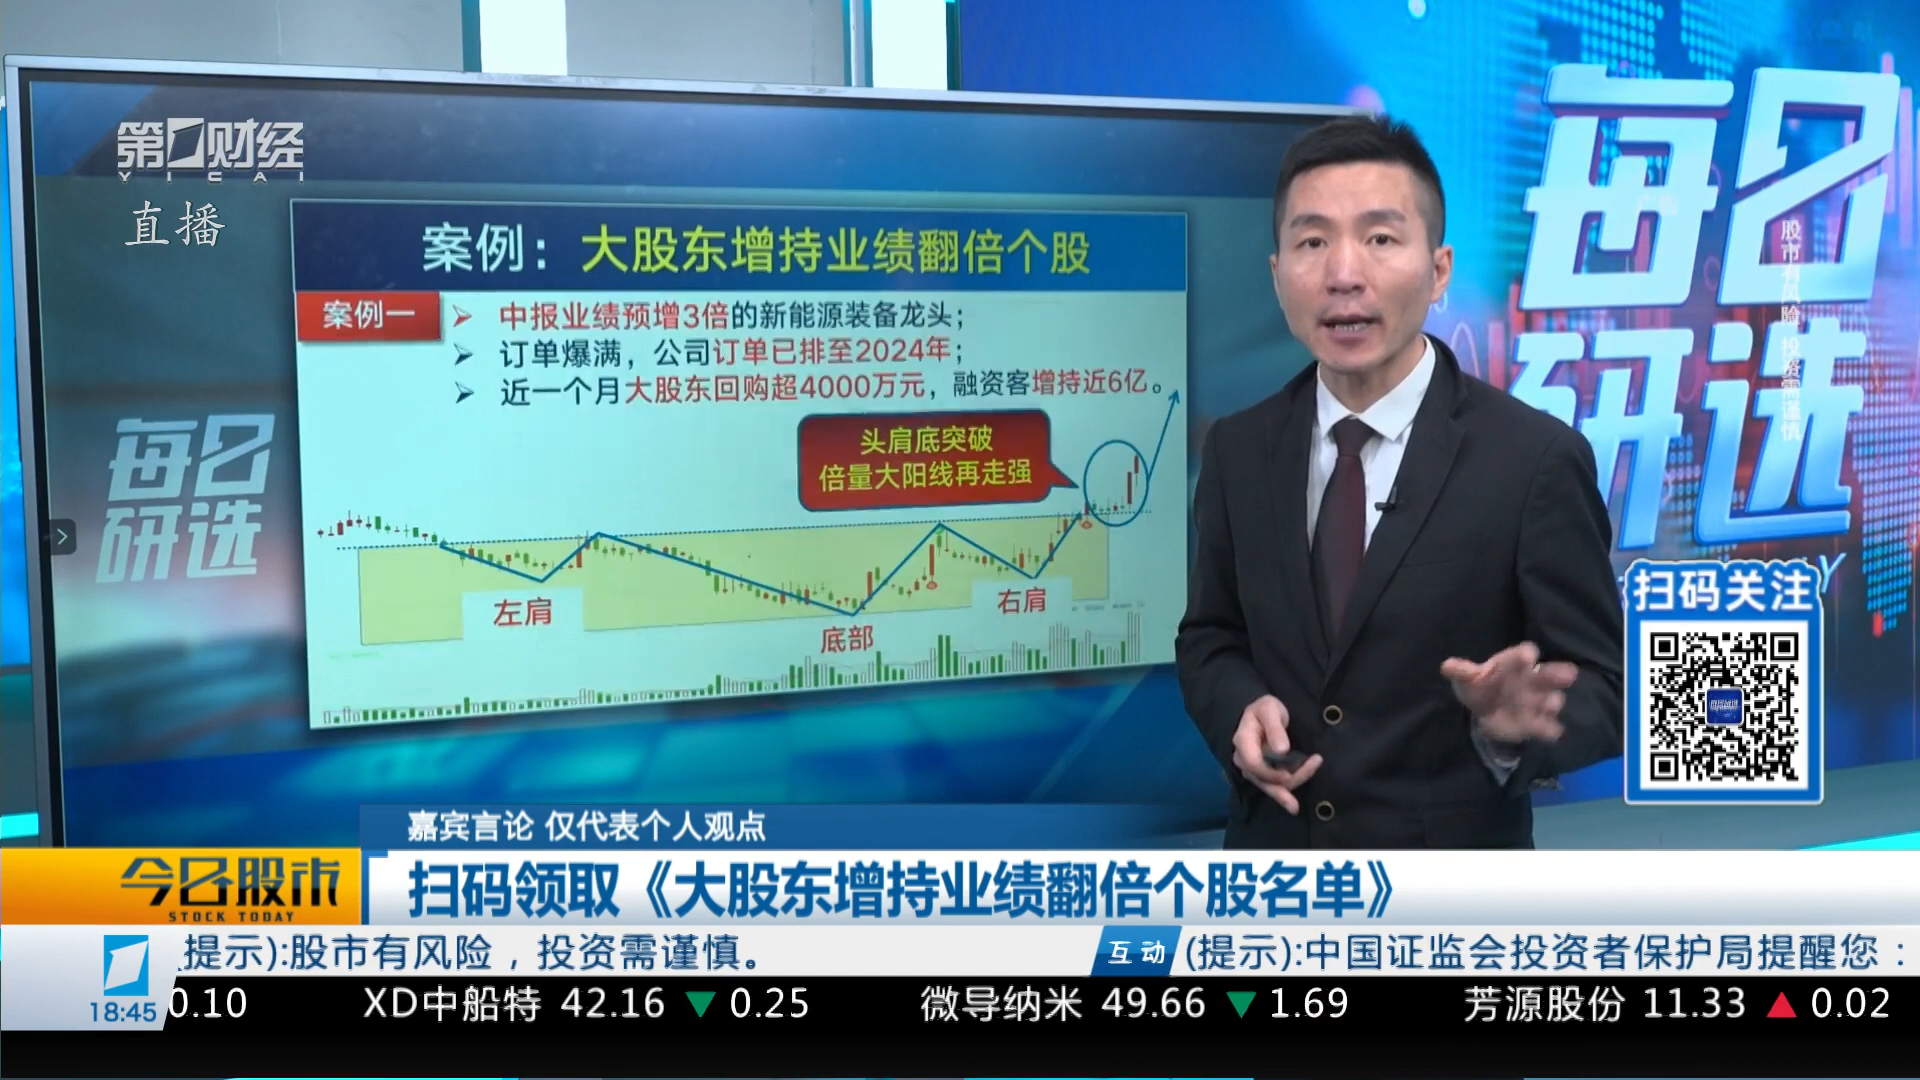 第一财经
YICAI
直播
每日
研选
案例：大股东增持业绩翻倍个股
案例一
中报业绩预增3倍的新能源装备龙头；
订单爆满，公司订单已排至2024年；
近一个月大股东回购超4000万元，融资客增持近6亿。
头肩底突破
倍量大阳线再走强
左肩
底部
右肩
每日
研选
股市有风险 投资需谨慎
扫码关注
嘉宾言论 仅代表个人观点
今日股市
STOCK TODAY
扫码领取《大股东增持业绩翻倍个股名单》
(提示):股市有风险，投资需谨慎。 互动 (提示):中国证监会投资者保护局提醒您：
18:45
0.10 XD中船特 42.16 ▼ 0.25 微导纳米 49.66 ▼ 1.69 芳源股份 11.33 ▲ 0.02